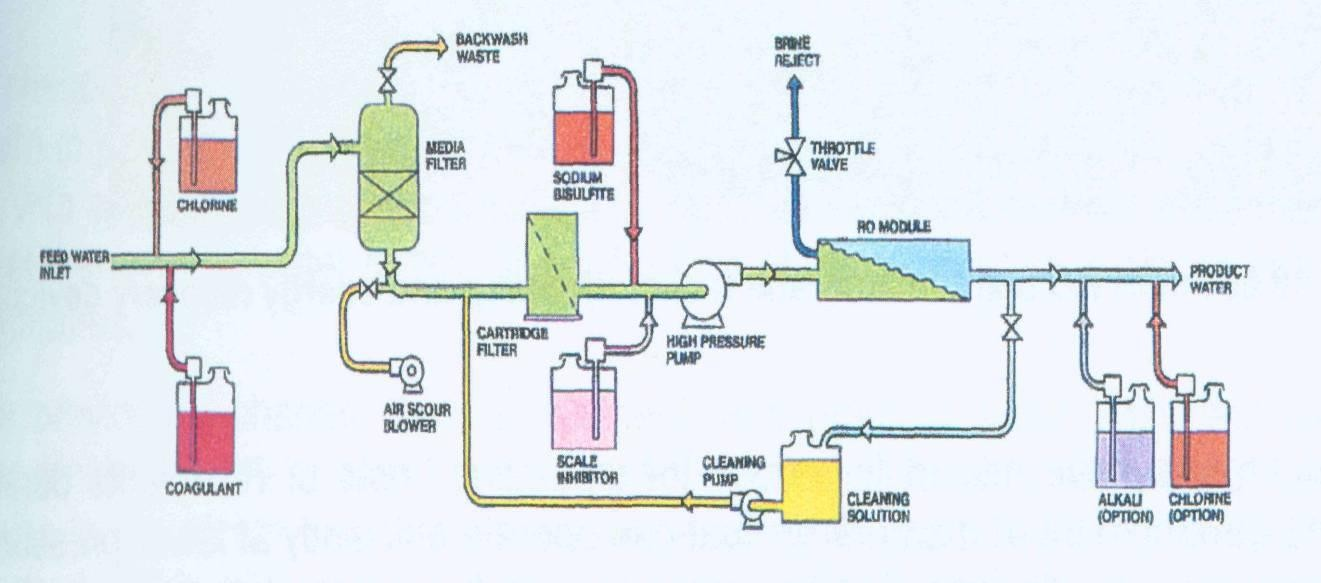 BACKWASH
WASTE
BRINE
REJECT
MEDIA
FILTER
THROTTLE
VALVE
SODIUM
BISULFITE
CHLORINE
RO MODULE
FEED WATER
INLET
PRODUCT
WATER
CARTRIDGE
FILTER
HIGH PRESSURE
PUMP
AIR SCOUR
BLOWER
SCALE
INHIBITOR
CLEANING
PUMP
COAGULANT
CLEANING
SOLUTION
ALKALI
(OPTION)
CHLORINE
(OPTION)